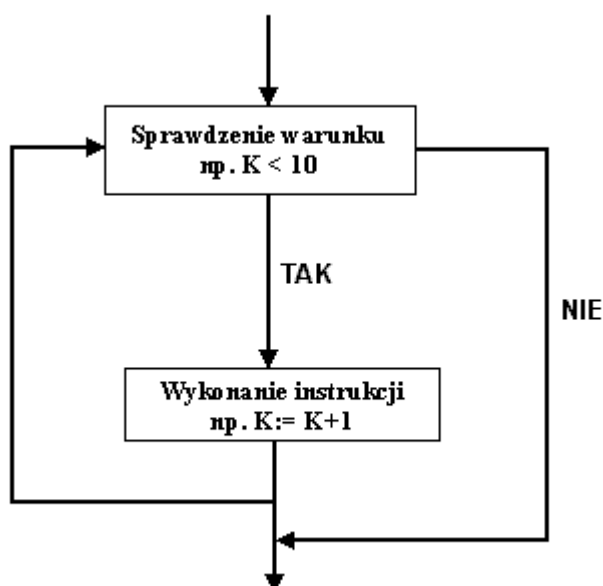 Sprawdzenie warunku
np. K < 10
TAK
NIE
Wykonanie instrukcji
np. K:= K+1